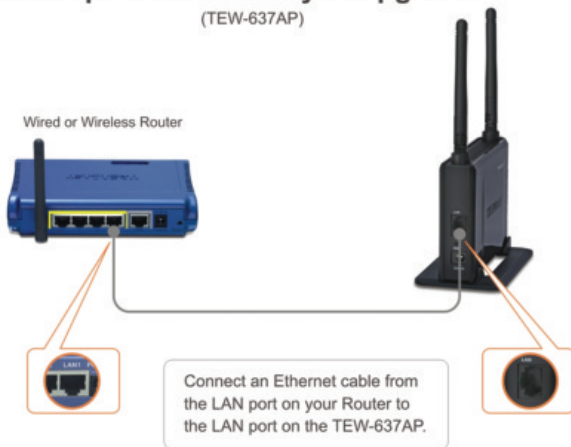 (TEW-637AP)
Wired or Wireless Router
LAN1
LAN
Connect an Ethernet cable from
the LAN port on your Router to
the LAN port on the TEW-637AP.